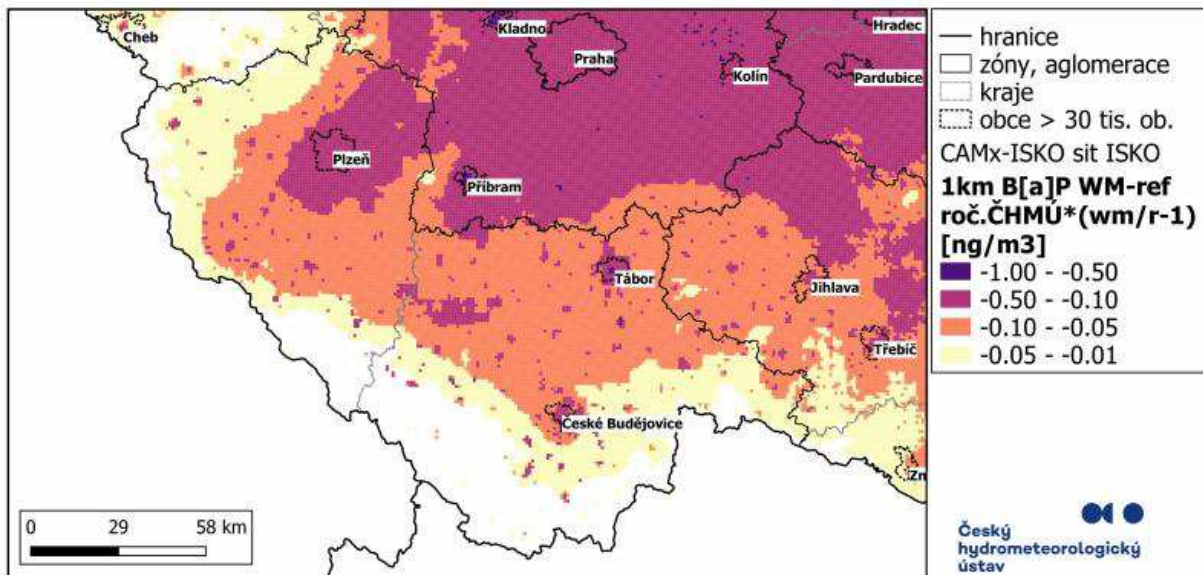 Cheb
Kladno
Praha
Kolín
Hradec
Pardubice
Plzeň
Příbram
Tábor
Jihlava
Třebíč
České Budějovice
Zn
0 29 58 km
hranice
zóny, aglomerace
kraje
obce > 30 tis. ob.
CAMx-ISKO sit ISKO
1km B[a]P WM-ref
roč.ČHMÚ*(wm/r-1)
[ng/m3]
-1.00 - -0.50
-0.50 - -0.10
-0.10 - -0.05
-0.05 - -0.01
Český
hydrometeorologický
ústav